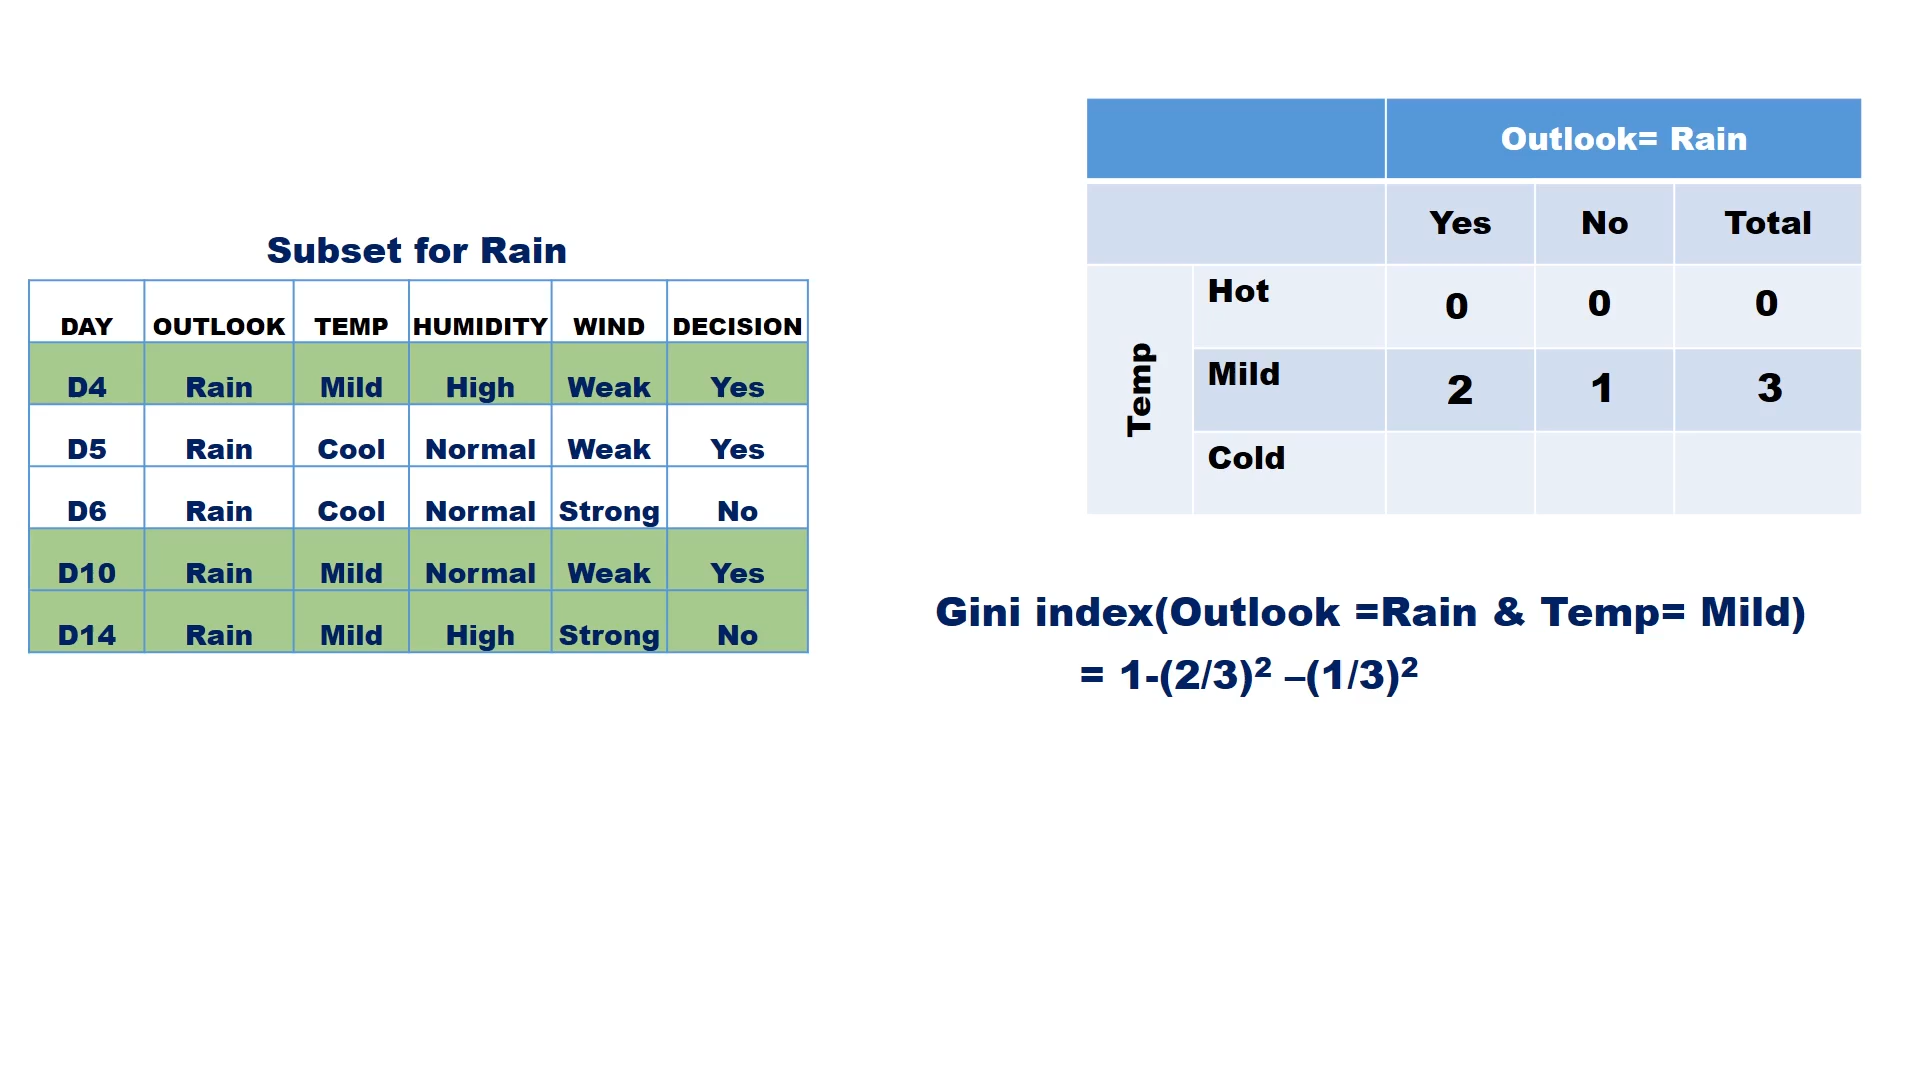 Subset for Rain
DAY OUTLOOK TEMP HUMIDITY WIND DECISION
D4 Rain Mild High Weak Yes
D5 Rain Cool Normal Weak Yes
D6 Rain Cool Normal Strong No
D10 Rain Mild Normal Weak Yes
D14 Rain Mild High Strong No
Outlook= Rain
Yes No Total
Temp
Hot 0 0 0
Mild 2 1 3
Cold
Gini index(Outlook =Rain & Temp= Mild)
= 1-(2/3)² –(1/3)²